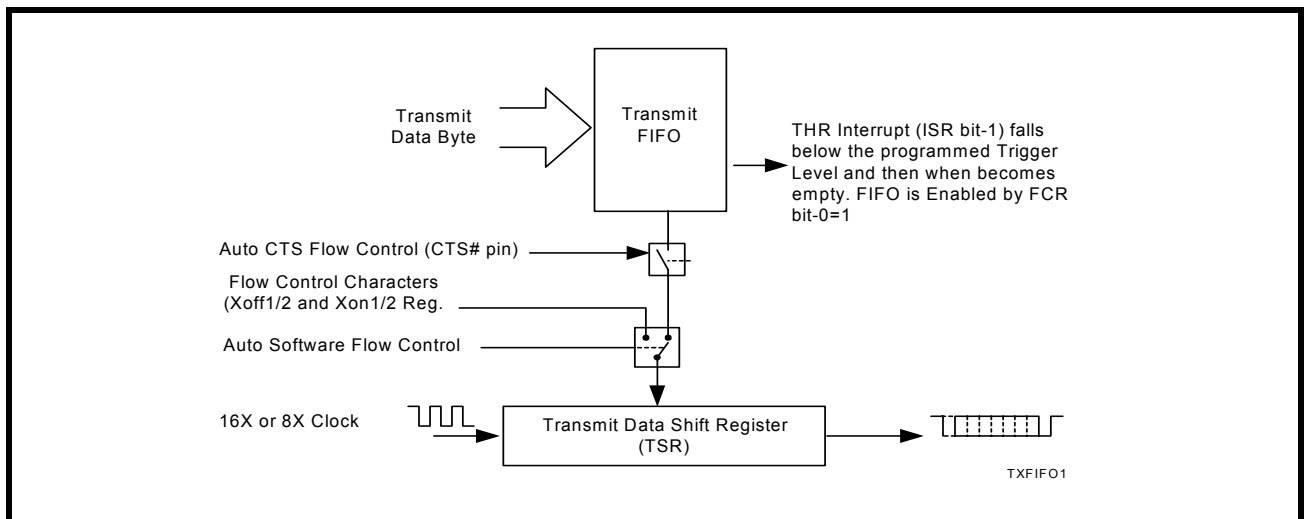 Transmit
Data Byte
Transmit
FIFO
THR Interrupt (ISR bit-1) falls
below the programmed Trigger
Level and then when becomes
empty. FIFO is Enabled by FCR
bit-0=1
Auto CTS Flow Control (CTS# pin)
Flow Control Characters
(Xoff1/2 and Xon1/2 Reg.
Auto Software Flow Control
16X or 8X Clock
Transmit Data Shift Register
(TSR)
TXFIFO1